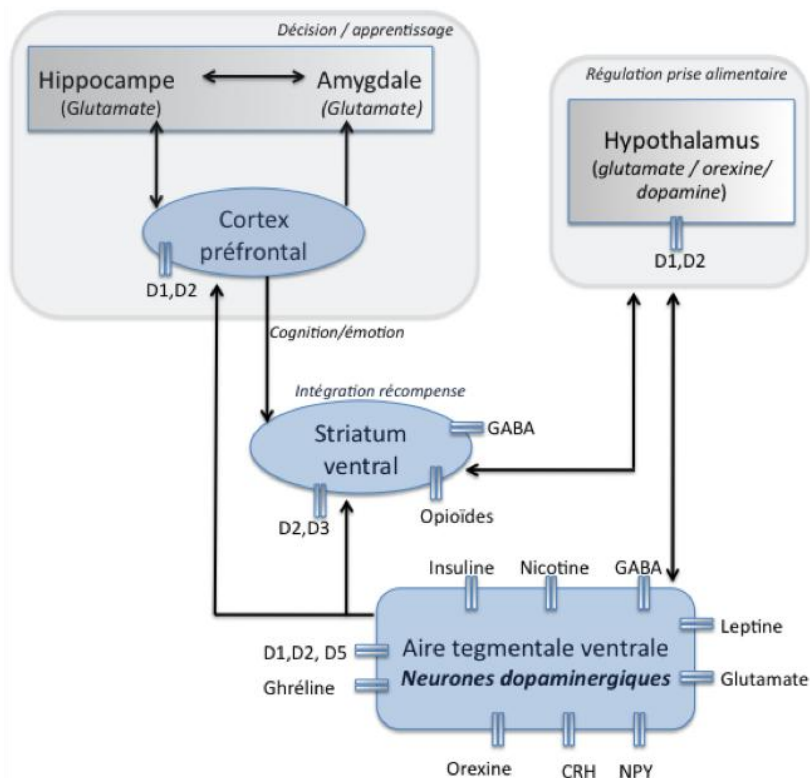 Décision / apprentissage
Hippocampe
(Glutamate)
Amygdale
(Glutamate)
Cortex
préfrontal
D1,D2
Cognition/émotion
Régulation prise alimentaire
Hypothalamus
(glutamate / orexine/
dopamine)
D1,D2
Intégration récompense
Striatum
ventral
GABA
D2,D3
Opioïdes
Insuline
Nicotine
GABA
Leptine
D1,D2, D5
Aire tegmentale ventrale
Neurones dopaminergiques
Ghréline
Glutamate
Orexine
CRH
NPY